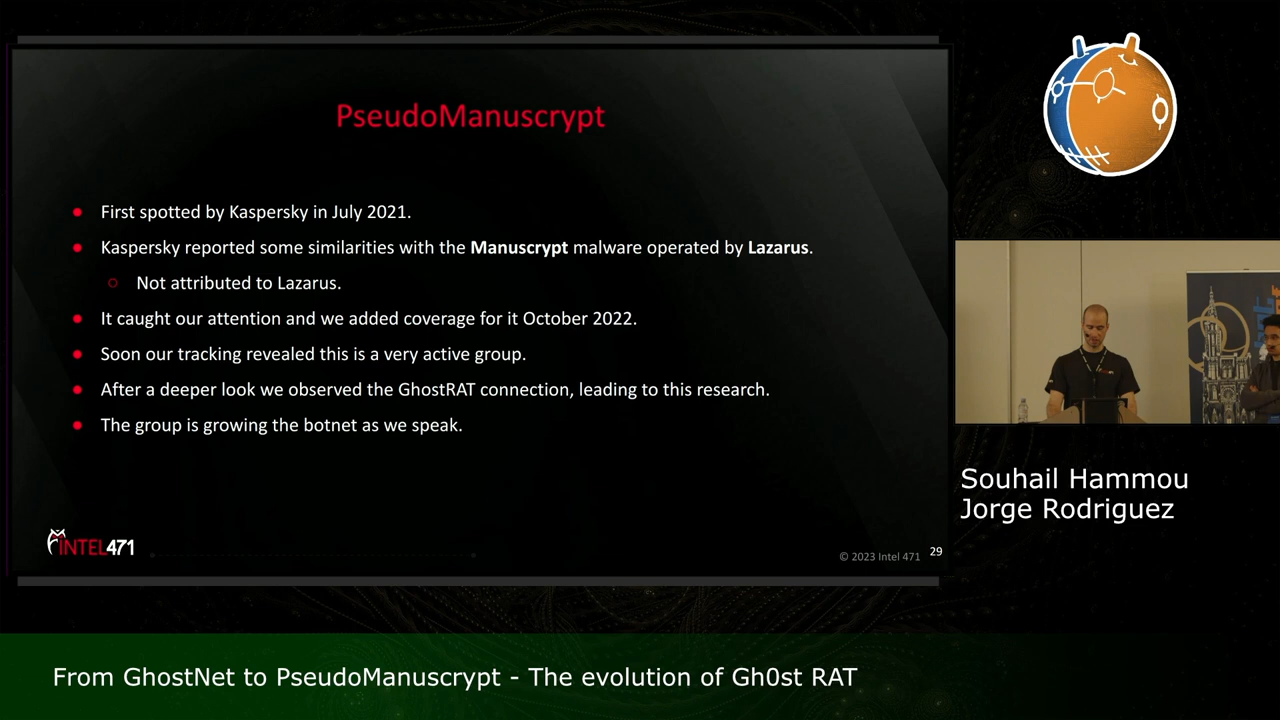 PseudoManuscrypt
First spotted by Kaspersky in July 2021.
Kaspersky reported some similarities with the Manuscrypt malware operated by Lazarus.
Not attributed to Lazarus.
It caught our attention and we added coverage for it October 2022.
Soon our tracking revealed this is a very active group.
After a deeper look we observed the GhostRAT connection, leading to this research.
The group is growing the botnet as we speak.
INTEL471
© 2023 Intel 471
29
Souhail Hammou
Jorge Rodriguez
From GhostNet to PseudoManuscrypt - The evolution of Gh0st RAT